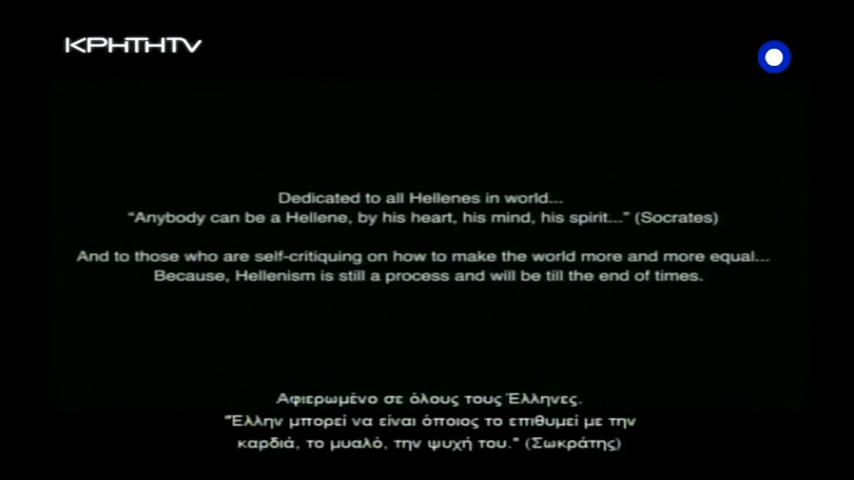 ΚΡΗΤΗTV
Dedicated to all Hellenes in world...
“Anybody can be a Hellene, by his heart, his mind, his spirit...” (Socrates)
And to those who are self-critiquing on how to make the world more and more equal...
Because, Hellenism is still a process and will be till the end of times.
Αφιερωμένο σε όλους τους Έλληνες.
"Έλλην μπορεί να είναι όποιος το επιθυμεί με την
καρδιά, το μυαλό, την ψυχή του." (Σωκράτης)